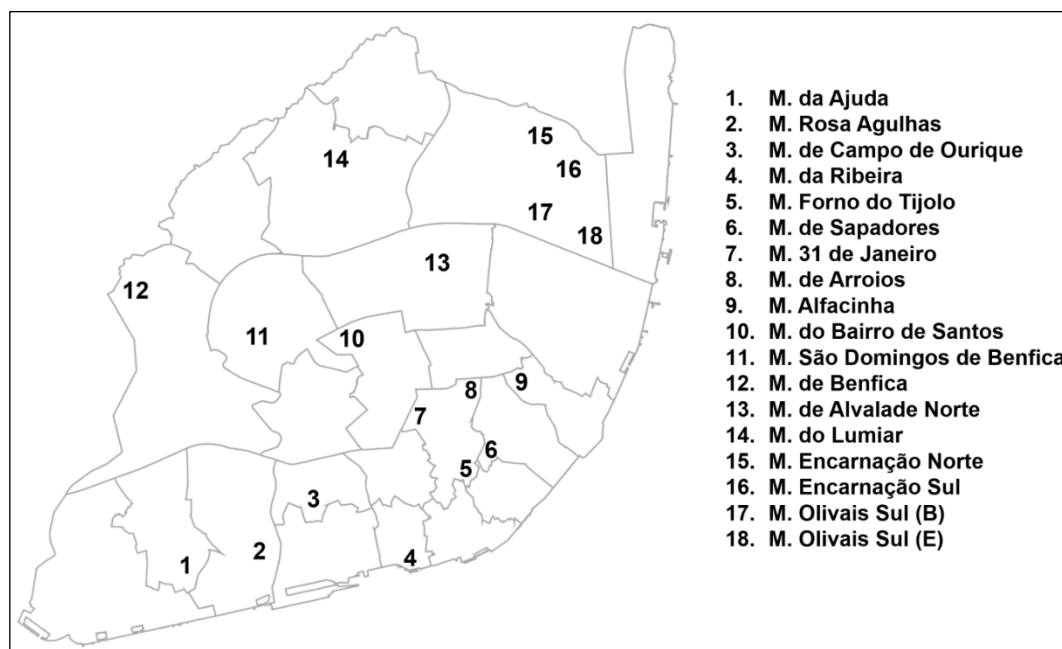 15
14
16
17
18
13
12
11
10
9
8
7
6
5
3
2
4
1
1. M. da Ajuda
2. M. Rosa Agulhas
3. M. de Campo de Ourique
4. M. da Ribeira
5. M. Forno do Tijolo
6. M. de Sapadores
7. M. 31 de Janeiro
8. M. de Arroios
9. M. Alfacinha
10. M. do Bairro de Santos
11. M. São Domingos de Benfica
12. M. de Benfica
13. M. de Alvalade Norte
14. M. do Lumiar
15. M. Encarnação Norte
16. M. Encarnação Sul
17. M. Olivais Sul (B)
18. M. Olivais Sul (E)